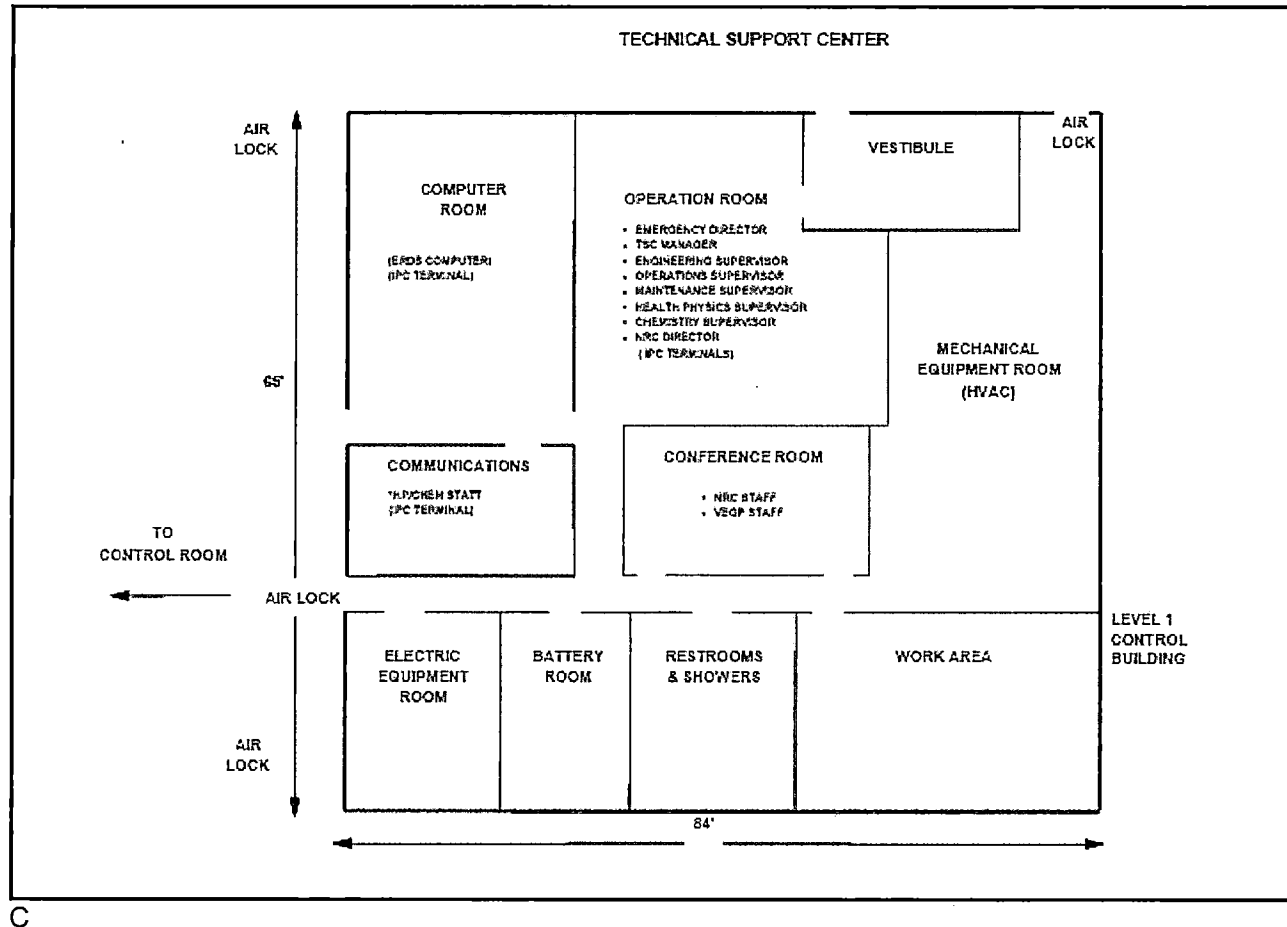 TECHNICAL SUPPORT CENTER
AIR
LOCK
COMPUTER
ROOM
(ERDS COMPUTER)
(IPC TERMINAL)
OPERATION ROOM
• EMERGENCY DIRECTOR
• TSC MANAGER
• ENGINEERING SUPERVISOR
• OPERATIONS SUPERVISOR
• MAINTENANCE SUPERVISOR
• HEALTH PHYSICS SUPERVISOR
• CHEMISTRY SUPERVISOR
• NRC DIRECTOR
(IPC TERMINALS)
VESTIBULE
AIR
LOCK
MECHANICAL
EQUIPMENT ROOM
(HVAC)
65'
COMMUNICATIONS
*H.P/CHEM STATT
(IPC TERMINAL)
CONFERENCE ROOM
• NRC STAFF
• VEGP STAFF
TO
CONTROL ROOM
AIR LOCK
ELECTRIC
EQUIPMENT
ROOM
BATTERY
ROOM
RESTROOMS
& SHOWERS
WORK AREA
LEVEL 1
CONTROL
BUILDING
AIR
LOCK
84'
C